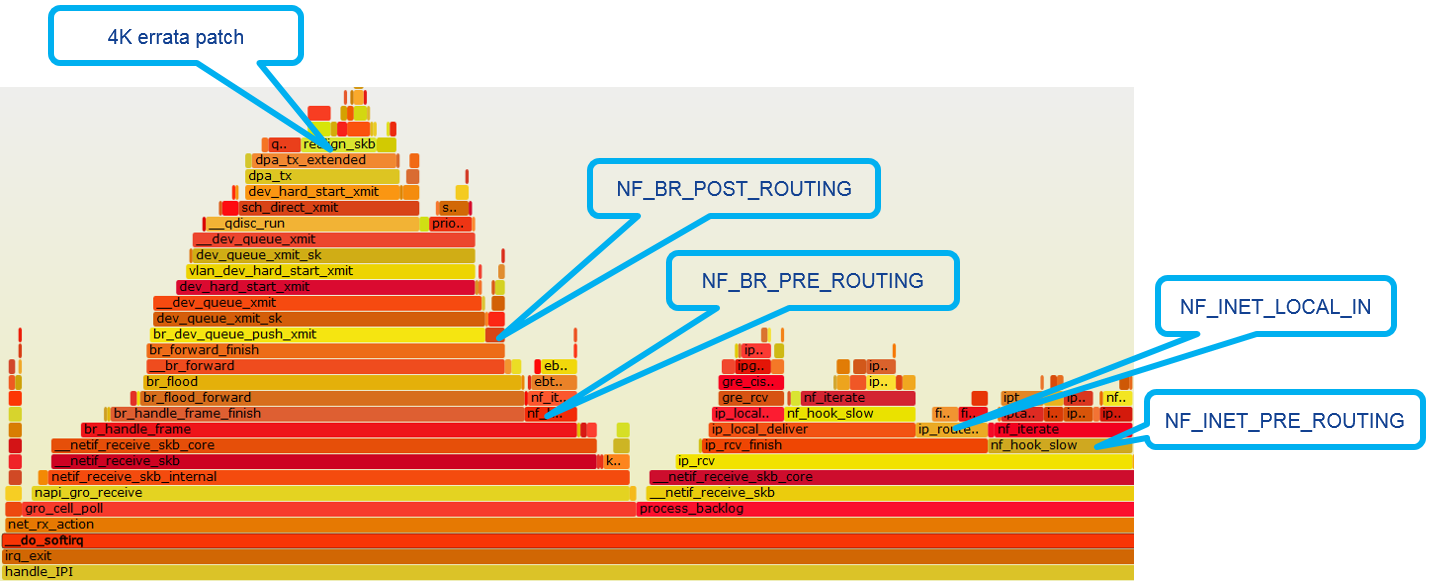 4K errata patch
NF_BR_POST_ROUTING
NF_BR_PRE_ROUTING
NF_INET_LOCAL_IN
NF_INET_PRE_ROUTING
q..
dpa_tx_extended
dpa_tx
dev_hard_start_xmit
sch_direct_xmit s..
__qdisc_run prio..
__dev_queue_xmit
dev_queue_xmit_sk
vlan_dev_hard_start_xmit
dev_hard_start_xmit
__dev_queue_xmit
dev_queue_xmit_sk
br_dev_queue_push_xmit
br_forward_finish ip..
__br_forward eb.. ipg.. ip..
br_flood ebt.. gre_cis.. ip..
br_flood_forward nf_it.. gre_rcv nf_iterate ipt.. ip.. nf..
br_handle_frame_finish ip_local.. nf_hook_slow fi.. fi.. ipta.. i.. ip.. ip..
br_handle_frame ip_local_deliver ip_route.. nf_iterate
__netif_receive_skb_core ip_rcv_finish nf_hook_slow
__netif_receive_skb k.. ip_rcv
netif_receive_skb_internal __netif_receive_skb_core
napi_gro_receive __netif_receive_skb
gro_cell_poll process_backlog
net_rx_action
__do_softirq
irq_exit
handle_IPI